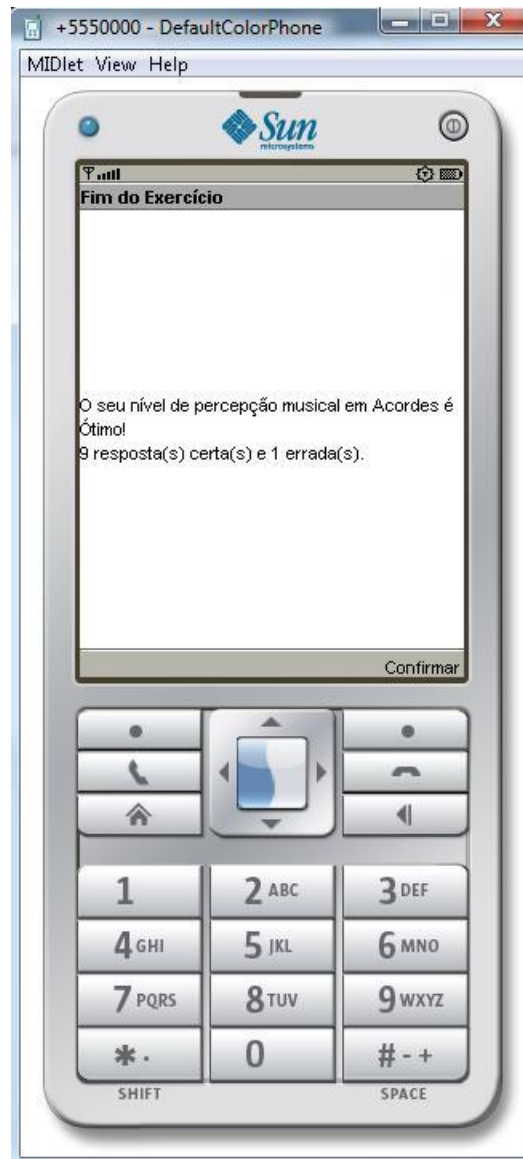 +5550000 - DefaultColorPhone
MIDlet View Help
Sun
microsystems
Fim do Exercício
O seu nível de percepção musical em Acordes é
Ótimo!
9 resposta(s) certa(s) e 1 errada(s).
Confirmar
1 2 ABC 3 DEF
4 GHI 5 JKL 6 MNO
7 PQRS 8 TUV 9 WXYZ
* . 0 # - +
SHIFT SPACE